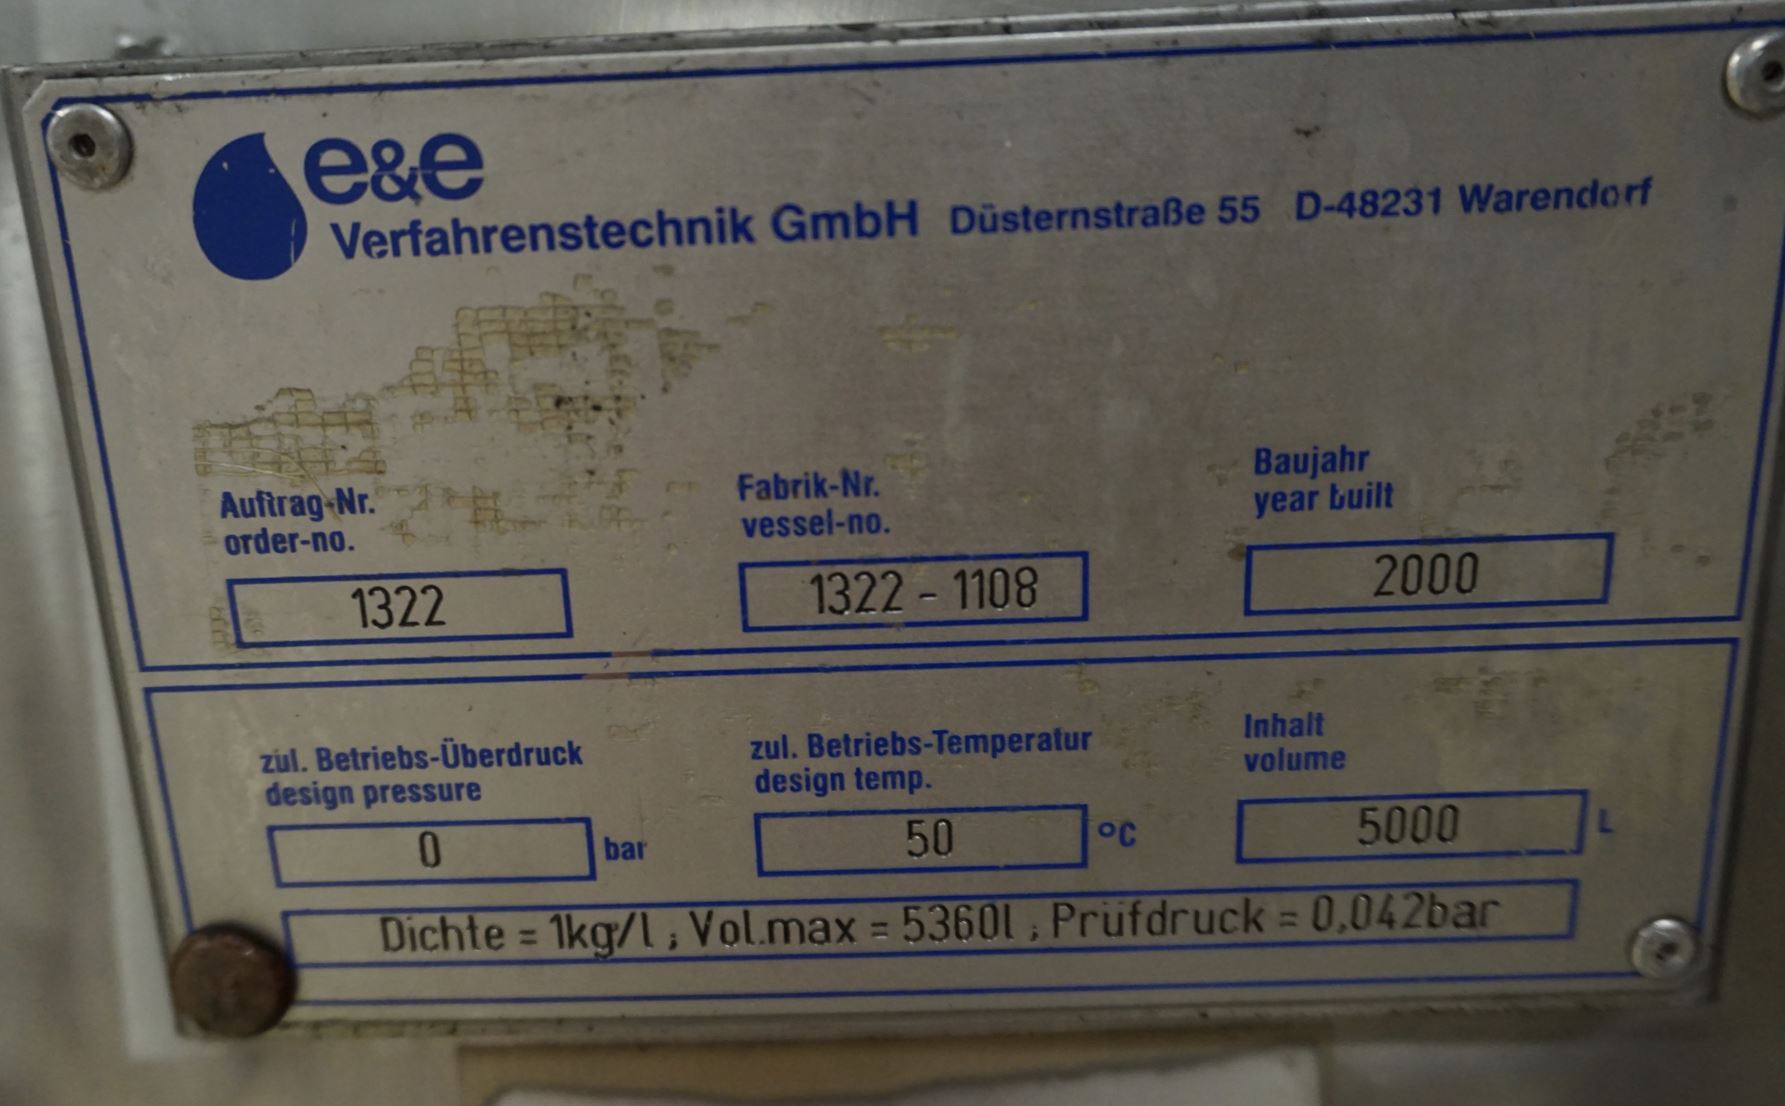 e&e
Verfahrenstechnik GmbH Düsternstraße 55 D-48231 Warendorf
Auftrag-Nr. Fabrik-Nr. Baujahr
order-no. vessel-no. year built
1322 1322 - 1108 2000
zul. Betriebs-Überdruck zul. Betriebs-Temperatur Inhalt
design pressure design temp. volume
0 bar 50 °C 5000 L
Dichte = 1kg/l ; Vol.max = 5360l ; Prüfdruck = 0,042bar